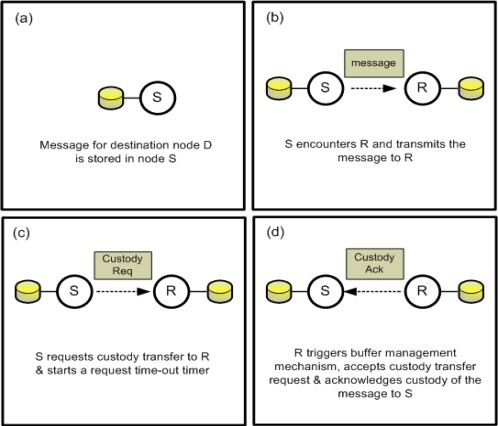 (a)
S
Message for destination node D
is stored in node S
(b)
message
S
R
S encounters R and transmits the
message to R
(c)
Custody
Req
S
R
S requests custody transfer to R
& starts a request time-out timer
(d)
Custody
Ack
S
R
R triggers buffer management
mechanism, accepts custody transfer
request & acknowledges custody of the
message to S